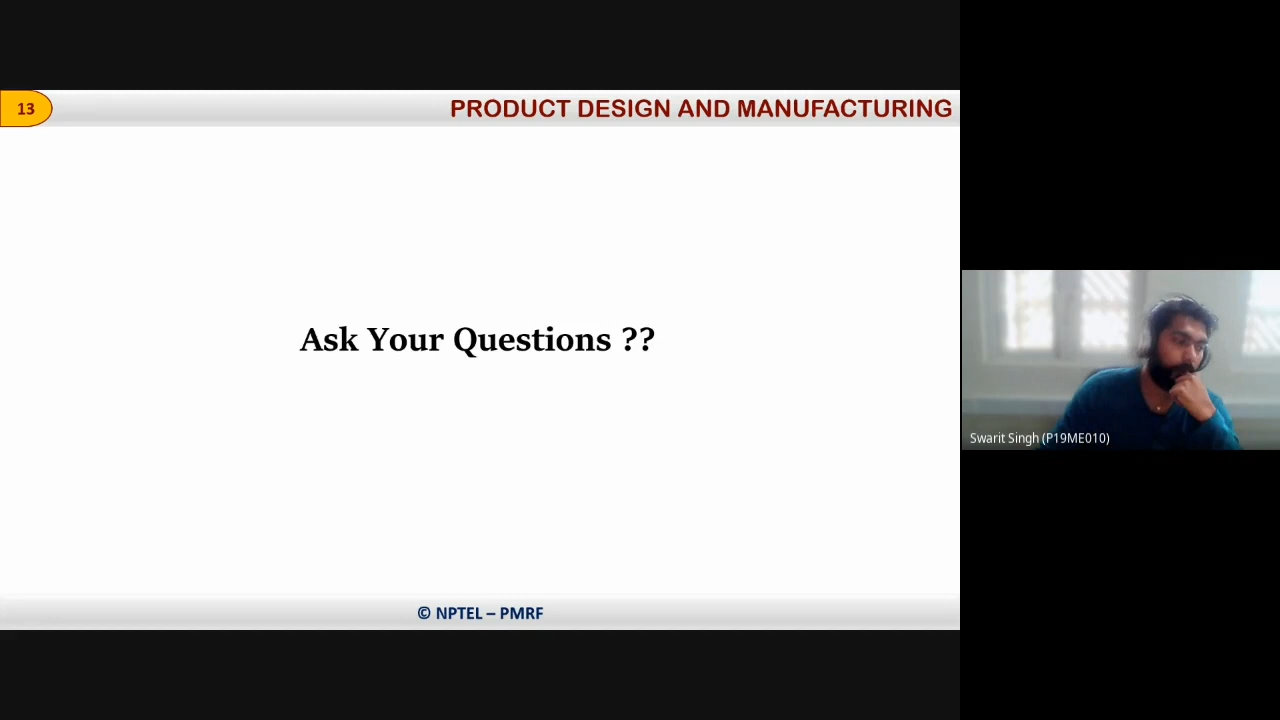 13
PRODUCT DESIGN AND MANUFACTURING
Ask Your Questions ??
Swarit Singh (P19ME010)
© NPTEL – PMRF